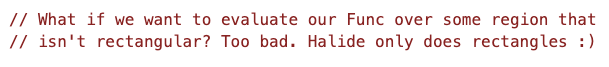 // What if we want to evaluate our Func over some region that
// isn't rectangular? Too bad. Halide only does rectangles :)